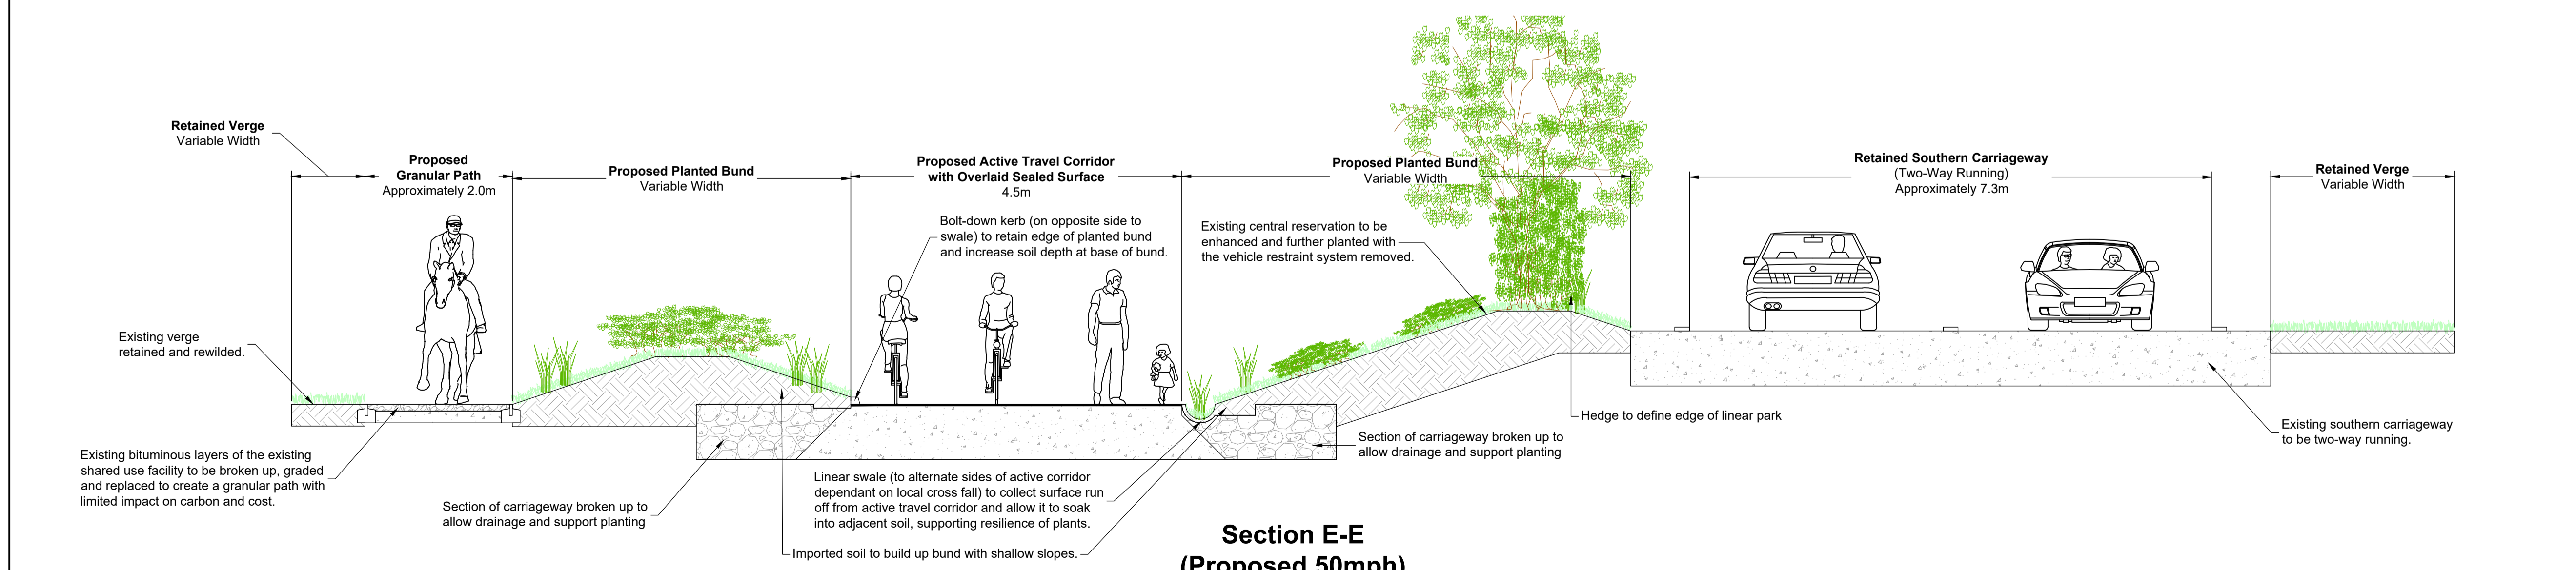 Retained Verge
Variable Width
Proposed
Granular Path
Approximately 2.0m
Proposed Planted Bund
Variable Width
Proposed Active Travel Corridor
with Overlaid Sealed Surface
4.5m
Proposed Planted Bund
Variable Width
Retained Southern Carriageway
(Two-Way Running)
Approximately 7.3m
Retained Verge
Variable Width
Bolt-down kerb (on opposite side to
swale) to retain edge of planted bund
and increase soil depth at base of bund.
Existing central reservation to be
enhanced and further planted with
the vehicle restraint system removed.
Existing verge
retained and rewilded.
Hedge to define edge of linear park
Existing southern carriageway
to be two-way running.
Section of carriageway broken up to
allow drainage and support planting
Existing bituminous layers of the existing
shared use facility to be broken up, graded
and replaced to create a granular path with
limited impact on carbon and cost.
Section of carriageway broken up to
allow drainage and support planting
Linear swale (to alternate sides of active corridor
dependant on local cross fall) to collect surface run
off from active travel corridor and allow it to soak
into adjacent soil, supporting resilience of plants.
Imported soil to build up bund with shallow slopes.
Section E-E
(Proposed 50mph)